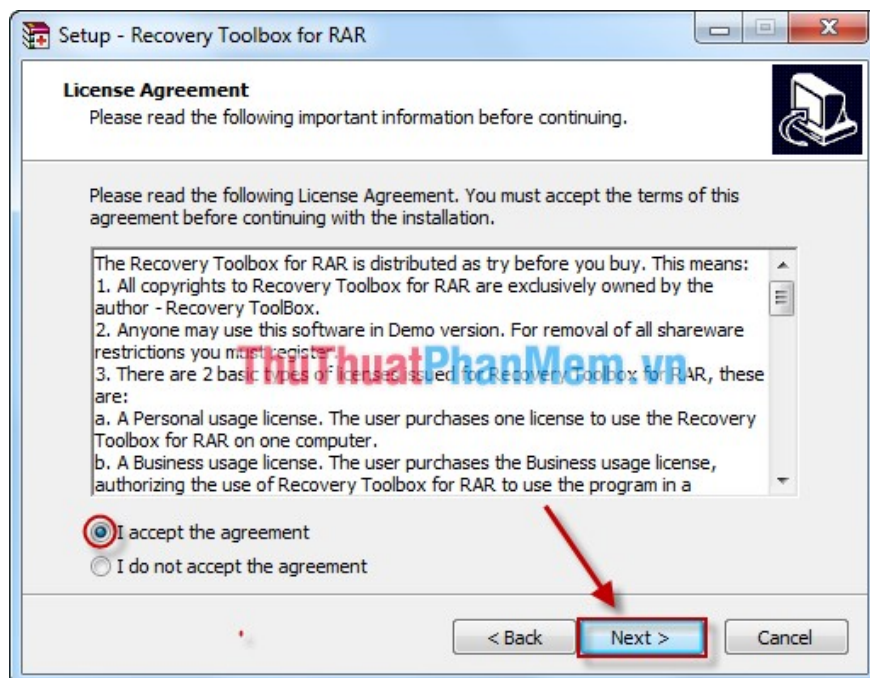 Setup - Recovery Toolbox for RAR
License Agreement
Please read the following important information before continuing.
Please read the following License Agreement. You must accept the terms of this
agreement before continuing with the installation.
The Recovery Toolbox for RAR is distributed as try before you buy. This means:
1. All copyrights to Recovery Toolbox for RAR are exclusively owned by the
author - Recovery ToolBox.
2. Anyone may use this software in Demo version. For removal of all shareware
restrictions you must register.
ThuThuatPhanMem.vn
3. There are 2 basic types of licenses issued for Recovery Toolbox for RAR, these
are:
a. A Personal usage license. The user purchases one license to use the Recovery
Toolbox for RAR on one computer.
b. A Business usage license. The user purchases the Business usage license,
authorizing the use of Recovery Toolbox for RAR to use the program in a
I accept the agreement
I do not accept the agreement
< Back Next > Cancel